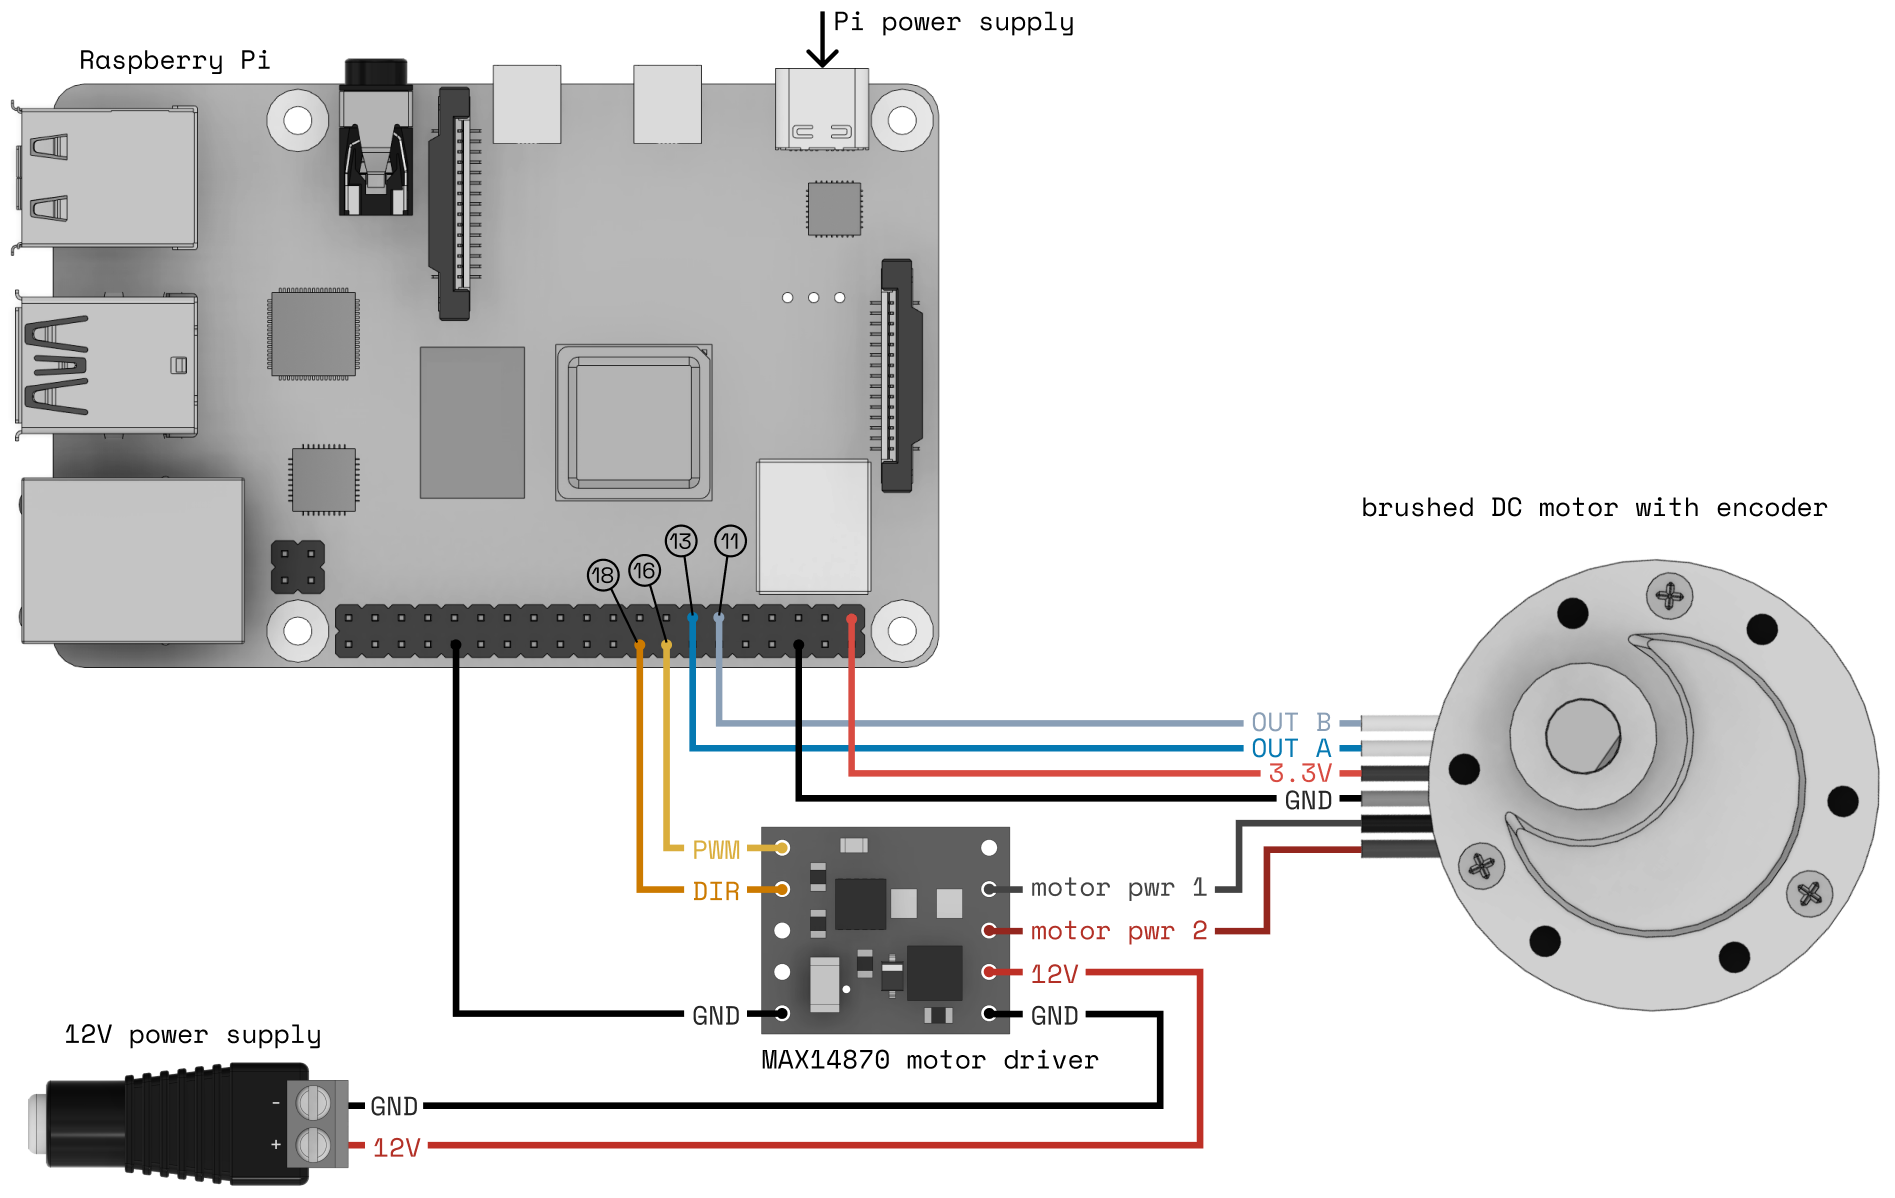 Pi power supply
Raspberry Pi
13
11
18
16
brushed DC motor with encoder
OUT B
OUT A
3.3V
GND
PWM
DIR
GND
motor pwr 1
motor pwr 2
12V
GND
MAX14870 motor driver
12V power supply
- GND
+ 12V